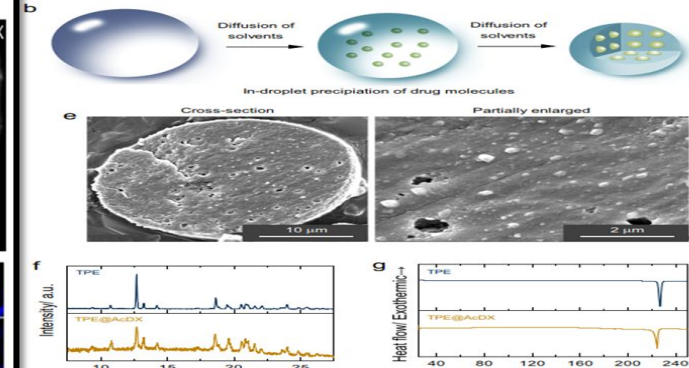 b
Diffusion of
solvents
Diffusion of
solvents
In-droplet precipiation of drug molecules
e
Cross-section
Partially enlarged
10 μm
2 μm
f
TPE
TPE@AcDX
Intensity/ a.u.
10 15 20 25
g
TPE
TPE@AcDX
Heat flow/ Exothermic→
40 80 120 160 200 240